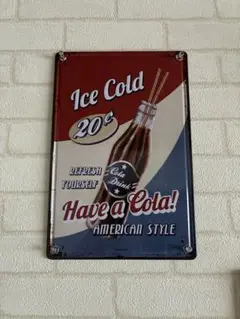 Ice Cold
20¢
REFRESH
YOURSELF
Cola
Drink
Have a Cola!
AMERICAN STYLE